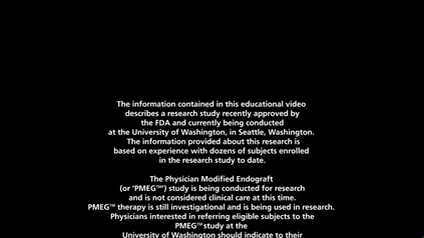 The information contained in this educational video
describes a research study recently approved by
the FDA and currently being conducted
at the University of Washington, in Seattle, Washington.
The information provided about this research is
based on experience with dozens of subjects enrolled
in the research study to date.
The Physician Modified Endograft
(or ‘PMEG™’) study is being conducted for research
and is not considered clinical care at this time.
PMEG™ therapy is still investigational and is being used in research.
Physicians interested in referring eligible subjects to the
PMEG™study at the
University of Washington should indicate to their